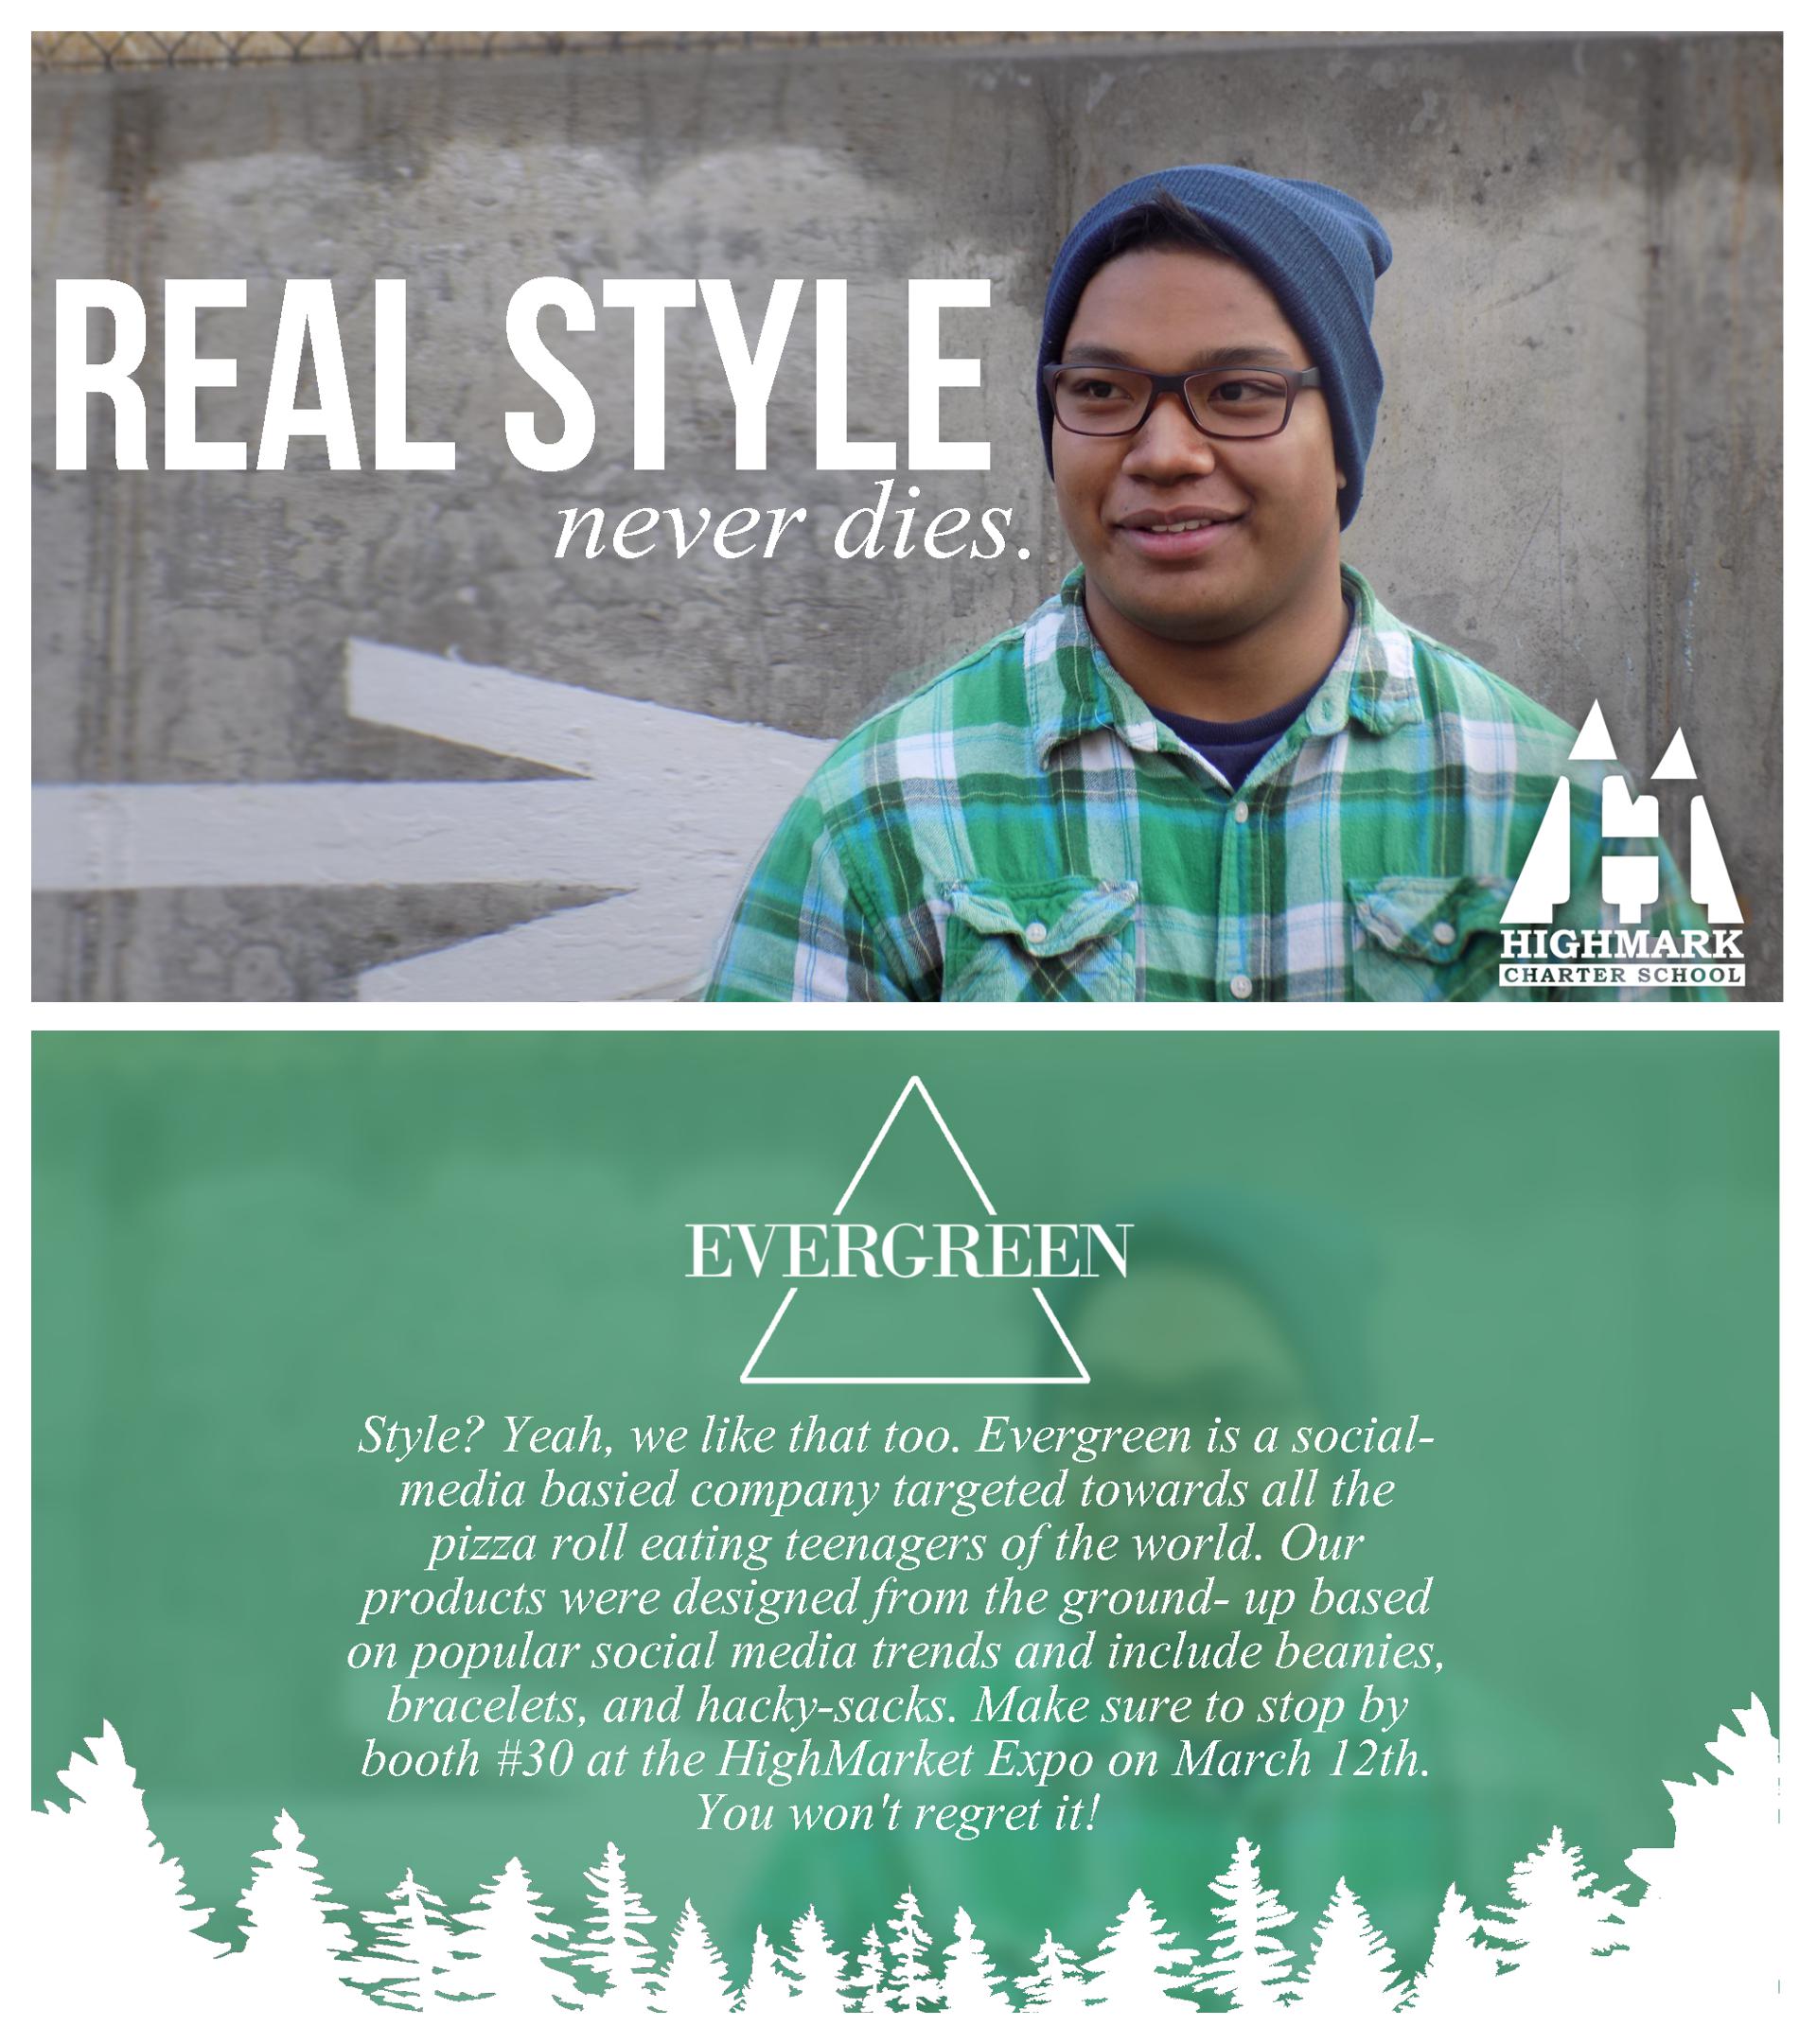 REAL STYLE
never dies.
HIGHMARK
CHARTER SCHOOL
EVERGREEN
Style? Yeah, we like that too. Evergreen is a social-
media basied company targeted towards all the
pizza roll eating teenagers of the world. Our
products were designed from the ground- up based
on popular social media trends and include beanies,
bracelets, and hacky-sacks. Make sure to stop by
booth #30 at the HighMarket Expo on March 12th.
You won't regret it!